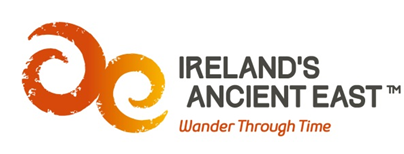 IRELAND'S
ANCIENT EAST™
Wander Through Time